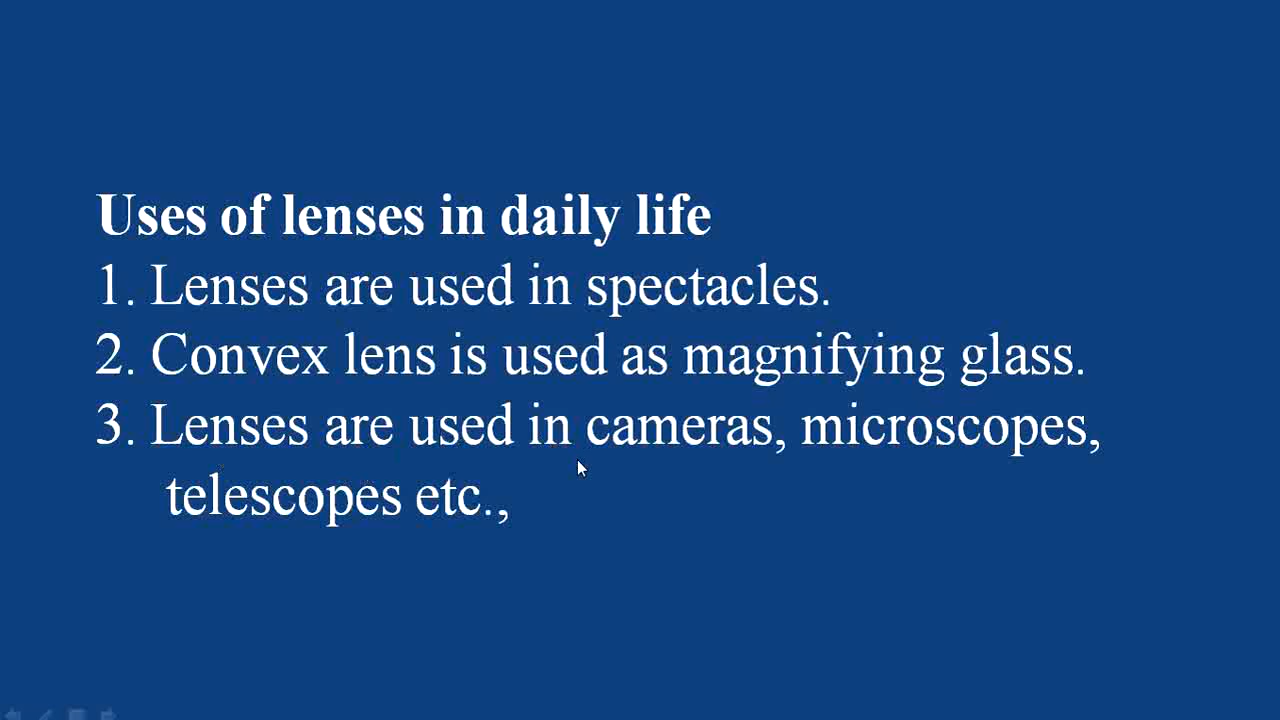 Uses of lenses in daily life
1. Lenses are used in spectacles.
2. Convex lens is used as magnifying glass.
3. Lenses are used in cameras, microscopes,
telescopes etc.,